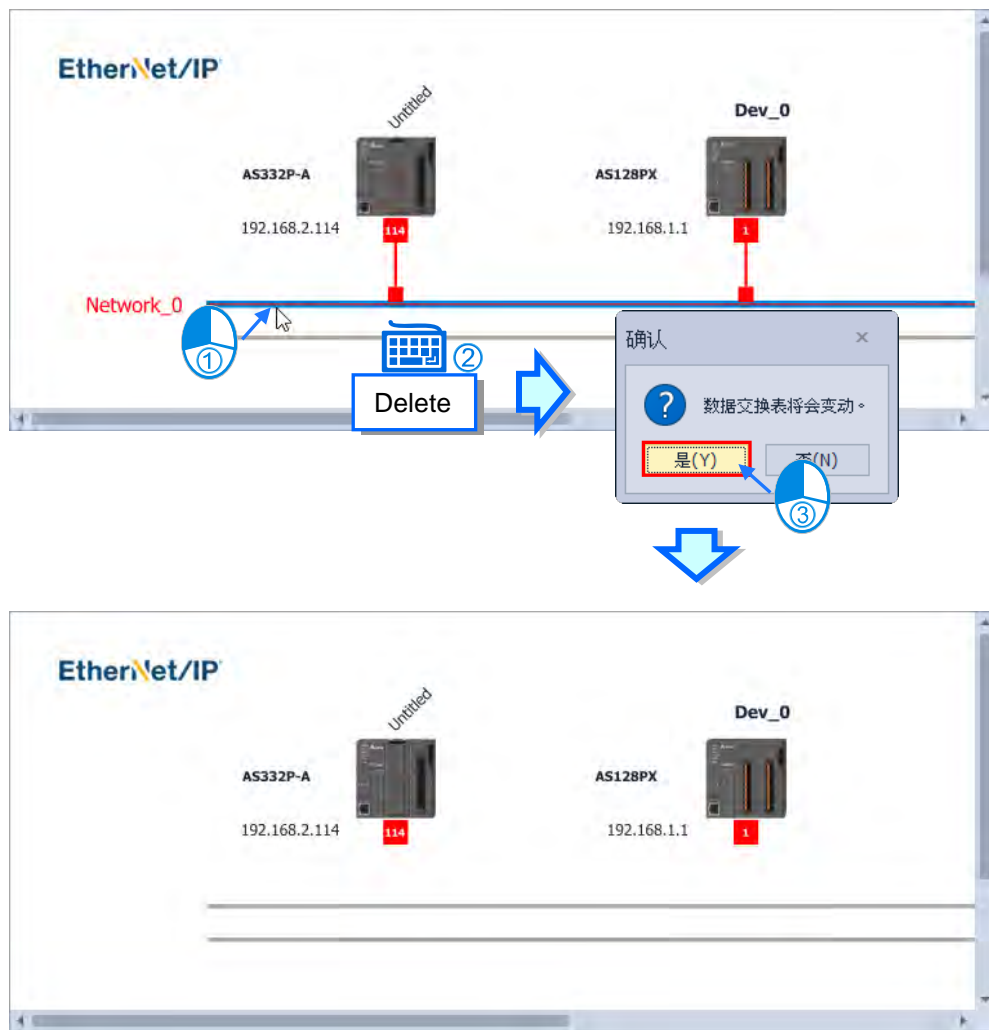 EtherNet/IP
Untitled
Dev_0
AS332P-A
AS128PX
192.168.2.114
192.168.1.1
114
1
Network_0
①
②
Delete
确认
数据交换表将会变动。
是(Y)
否(N)
③
EtherNet/IP
Untitled
Dev_0
AS332P-A
AS128PX
192.168.2.114
192.168.1.1
114
1